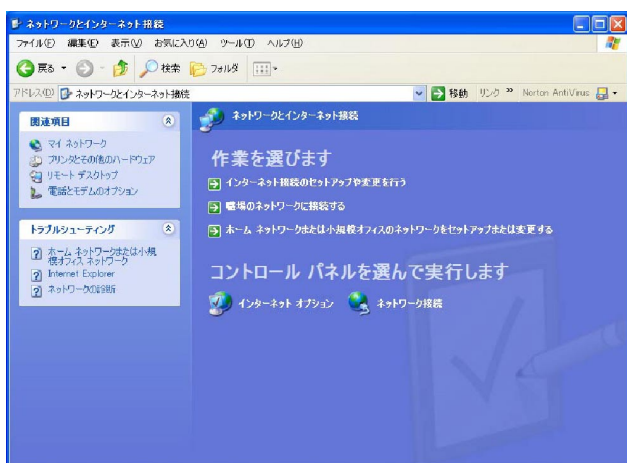 ネットワークとインターネット接続
ファイル(F) 編集(E) 表示(V) お気に入り(A) ツール(T) ヘルプ(H)
戻る 検索 フォルダ
アドレス(D) ネットワークとインターネット接続 移動 リンク » Norton AntiVirus
関連項目
マイ ネットワーク
プリンタとその他のハードウェア
リモート デスクトップ
電話とモデムのオプション
トラブルシューティング
ホーム ネットワークまたは小規
模オフィス ネットワーク
Internet Explorer
ネットワークの診断
ネットワークとインターネット接続
作業を選びます
インターネット接続のセットアップや変更を行う
職場のネットワークに接続する
ホーム ネットワークまたは小規模オフィスのネットワークをセットアップまたは変更する
コントロール パネルを選んで実行します
インターネット オプション ネットワーク接続